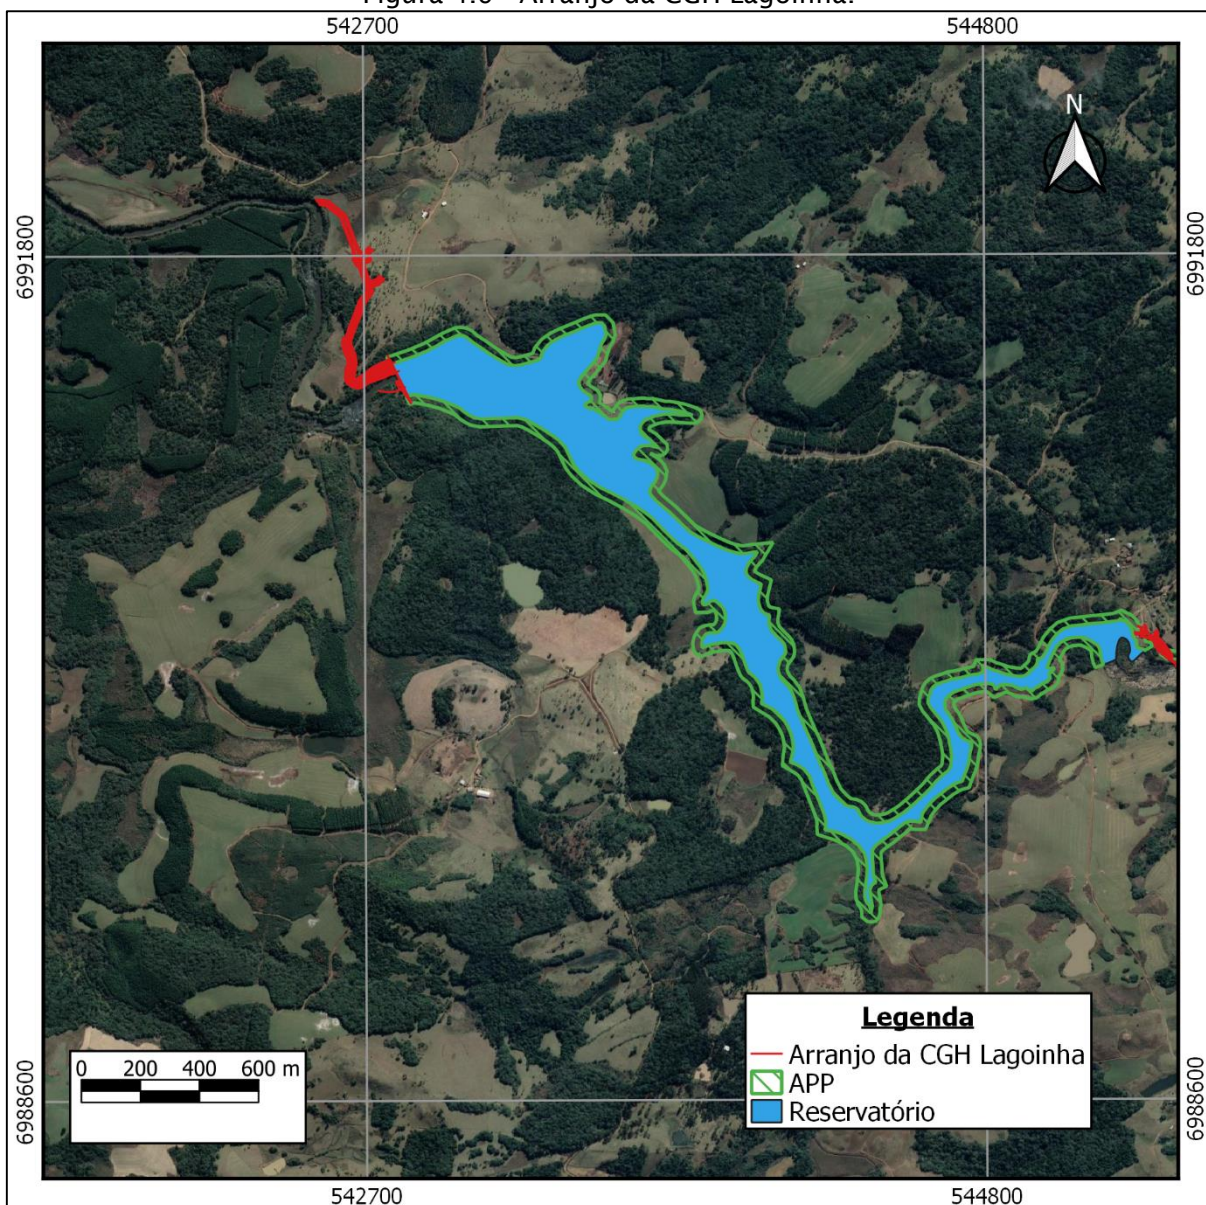 Figura 4.6 - Arranjo da CGH Lagoinha.
542700 544800
N
6991800 6991800
Legenda
Arranjo da CGH Lagoinha
APP
Reservatório
0 200 400 600 m
6988600 6988600
542700 544800